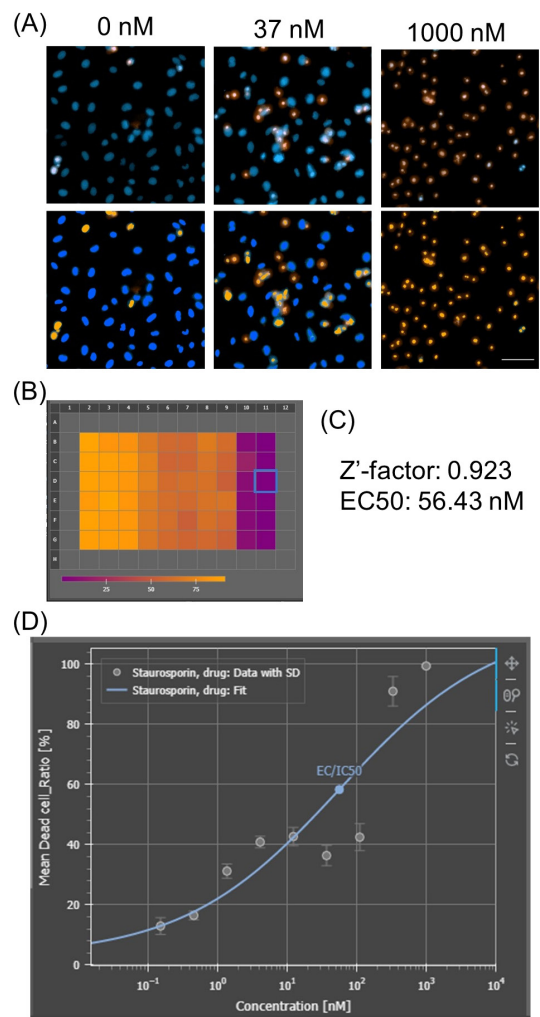 (A)
0 nM 37 nM 1000 nM
(B)
1 2 3 4 5 6 7 8 9 10 11 12
A
B
C
D
E
F
G
H
25 50 75
(C)
Z’-factor: 0.923
EC50: 56.43 nM
(D)
Staurosporin, drug: Data with SD
Staurosporin, drug: Fit
EC/IC50
Mean Dead cell_Ratio [%]
100
80
60
40
20
0
10⁻¹ 10⁰ 10¹ 10² 10³ 10⁴
Concentration [nM]